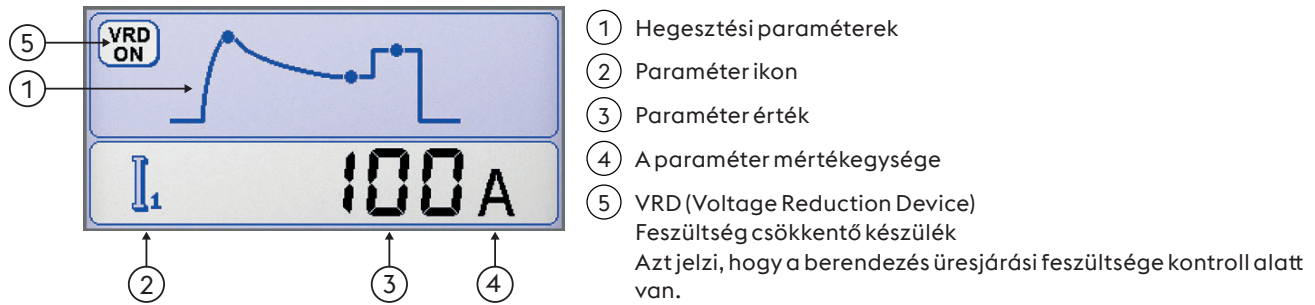 VRD
ON
I1
100 A
5
1
2
3
4
1 Hegesztési paraméterek
2 Paraméter ikon
3 Paraméter érték
4 A paraméter mértékegysége
5 VRD (Voltage Reduction Device)
Feszültség csökkentő készülék
Azt jelzi, hogy a berendezés üresjárási feszültsége kontroll alatt
van.